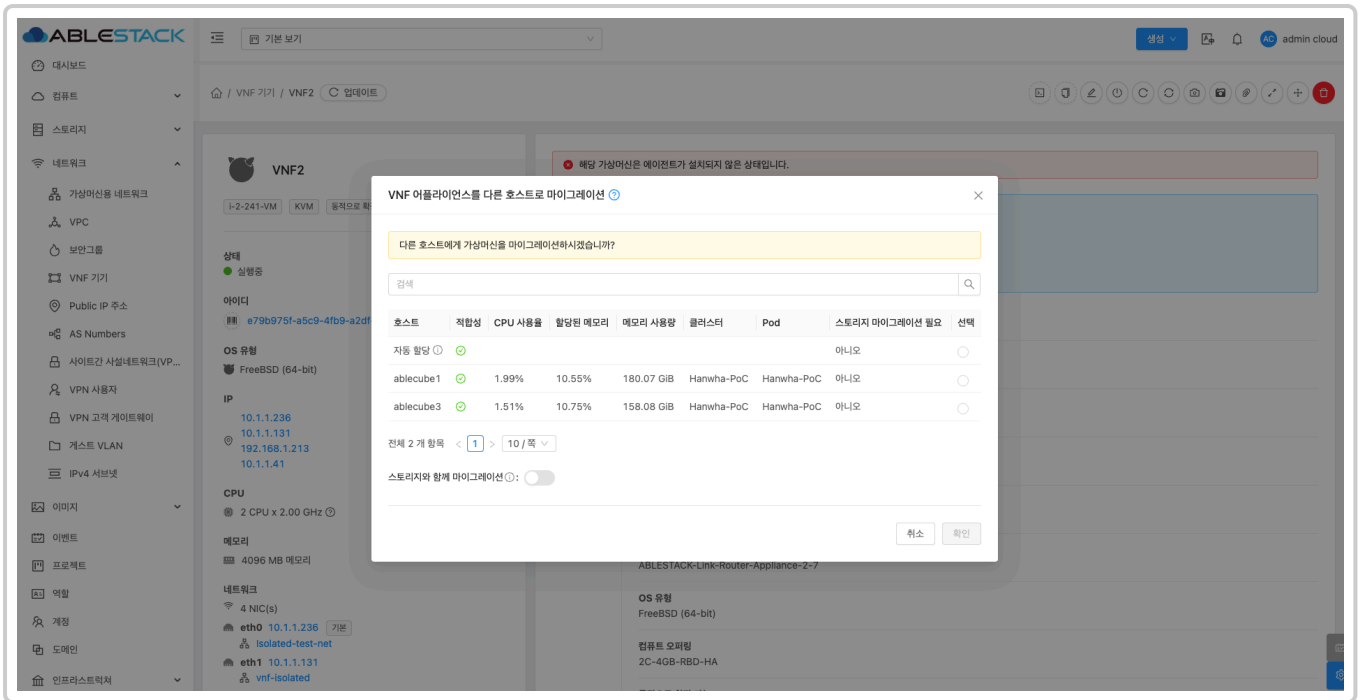 ABLESTACK
기본 보기
생성
AC admin cloud
대시보드
컴퓨트
스토리지
네트워크
가상머신용 네트워크
VPC
보안그룹
VNF 기기
Public IP 주소
AS Numbers
사이트간 사설네트워크(VP...
VPN 사용자
VPN 고객 게이트웨이
게스트 VLAN
IPv4 서브넷
이미지
이벤트
프로젝트
역할
계정
도메인
인프라스트럭쳐
/ VNF 기기 / VNF2 업데이트
VNF2
i-2-241-VM KVM
상태
실행중
아이디
e79b975f-a5c9-4fb9-a2df
OS 유형
FreeBSD (64-bit)
IP
10.1.1.236
10.1.1.131
192.168.1.213
10.1.1.41
CPU
2 CPU x 2.00 GHz
메모리
4096 MB 메모리
네트워크
4 NIC(s)
eth0 10.1.1.236 기본
Isolated-test-net
eth1 10.1.1.131
vnf-isolated
해당 가상머신은 에이전트가 설치되지 않은 상태입니다.
VNF 어플라이언스를 다른 호스트로 마이그레이션
다른 호스트에게 가상머신을 마이그레이션하시겠습니까?
검색
호스트 적합성 CPU 사용율 할당된 메모리 메모리 사용량 클러스터 Pod 스토리지 마이그레이션 필요 선택
자동 할당 아니오
ablecube1 1.99% 10.55% 180.07 GiB Hanwha-PoC Hanwha-PoC 아니오
ablecube3 1.51% 10.75% 158.08 GiB Hanwha-PoC Hanwha-PoC 아니오
전체 2 개 항목 < 1 > 10 / 쪽
스토리지와 함께 마이그레이션 :
취소 확인
ABLESTACK-Link-Router-Appliance-2-7
OS 유형
FreeBSD (64-bit)
컴퓨트 오퍼링
2C-4GB-RBD-HA